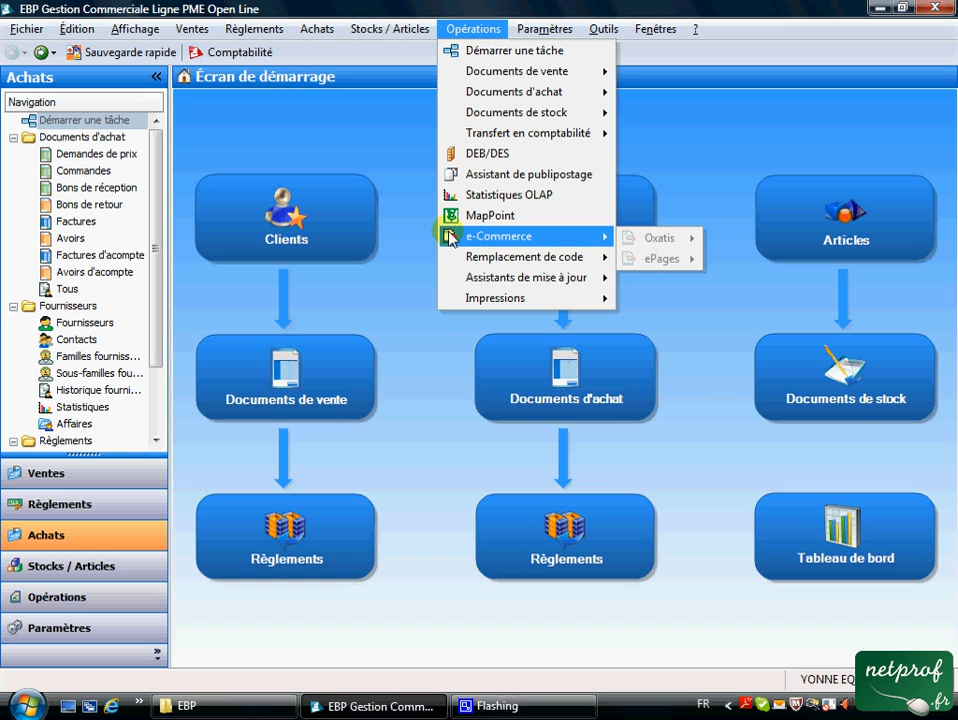 EBP Gestion Commerciale Ligne PME Open Line
Fichier Édition Affichage Ventes Règlements Achats Stocks / Articles Opérations Paramètres Outils Fenêtres ?
Sauvegarde rapide Comptabilité
Achats «
Écran de démarrage
Navigation
Démarrer une tâche
Documents d'achat
Demandes de prix
Commandes
Bons de réception
Bons de retour
Factures
Avoirs
Factures d'acompte
Avoirs d'acompte
Tous
Fournisseurs
Fournisseurs
Contacts
Familles fourniss...
Sous-familles fou...
Historique fourni...
Statistiques
Affaires
Règlements
Ventes
Règlements
Achats
Stocks / Articles
Opérations
Paramètres
»
Démarrer une tâche
Documents de vente
Documents d'achat
Documents de stock
Transfert en comptabilité
DEB/DES
Assistant de publipostage
Statistiques OLAP
MapPoint
e-Commerce
Remplacement de code
Assistants de mise à jour
Impressions
Oxatis
ePages
Clients
Articles
Documents de vente
Documents d'achat
Documents de stock
Règlements
Règlements
Tableau de bord
YONNE EQ
netprof
.fr
» EBP
EBP Gestion Comm...
Flashing
FR